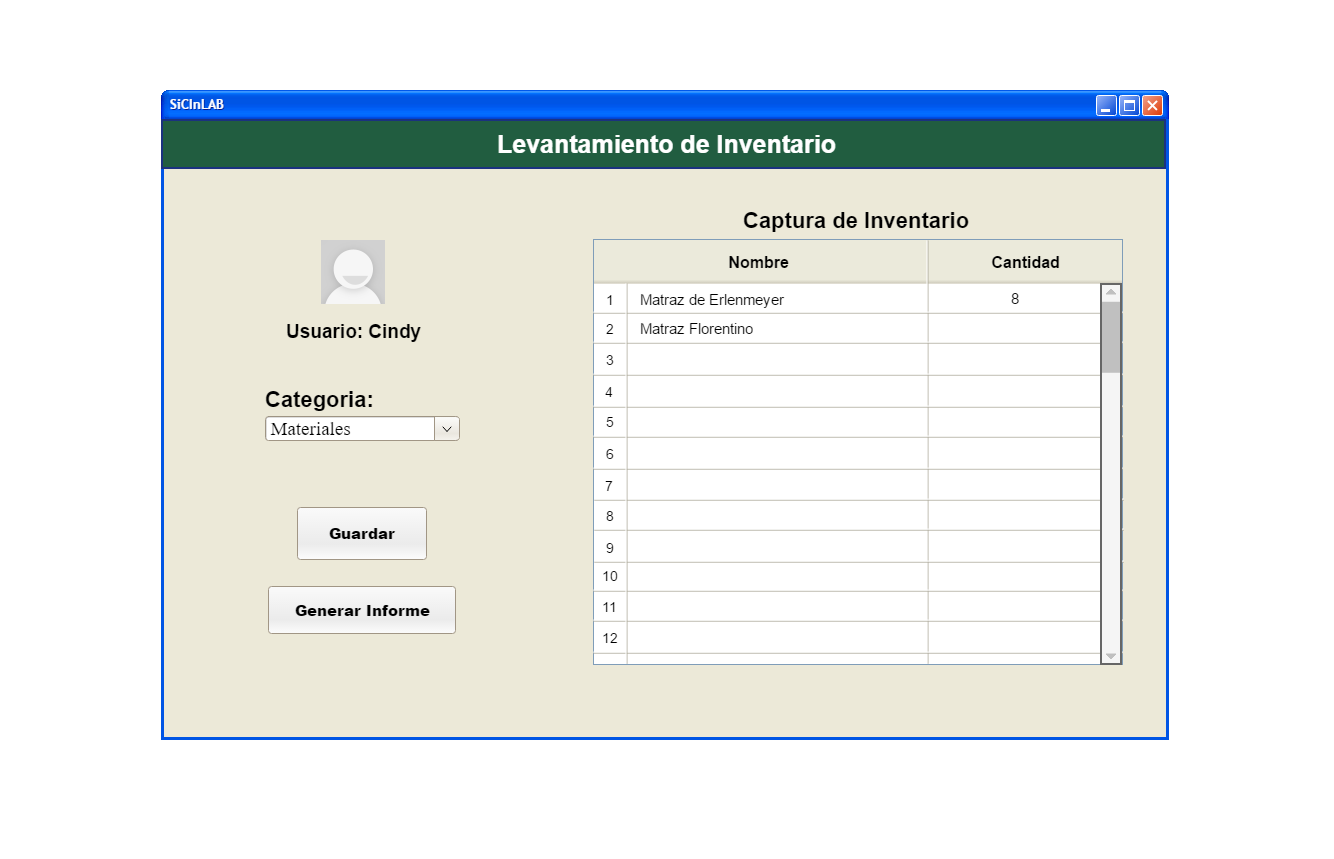 SiCInLAB
Levantamiento de Inventario
Usuario: Cindy
Categoria:
Materiales
Guardar
Generar Informe
Captura de Inventario
Nombre Cantidad
1 Matraz de Erlenmeyer 8
2 Matraz Florentino
3
4
5
6
7
8
9
10
11
12